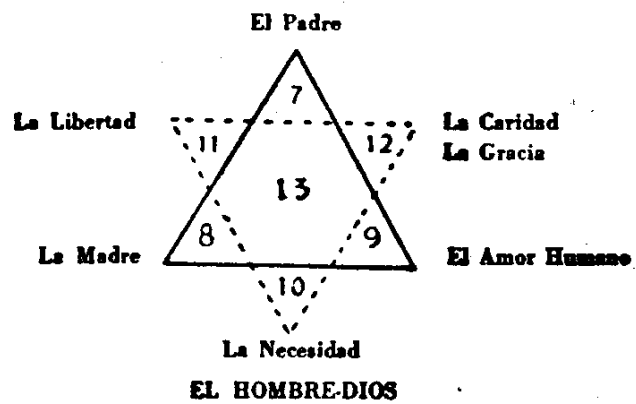 El Padre
7
La Libertad
La Caridad
11
12
La Gracia
13
8
9
La Madre
El Amor Humano
10
La Necesidad
EL HOMBRE-DIOS